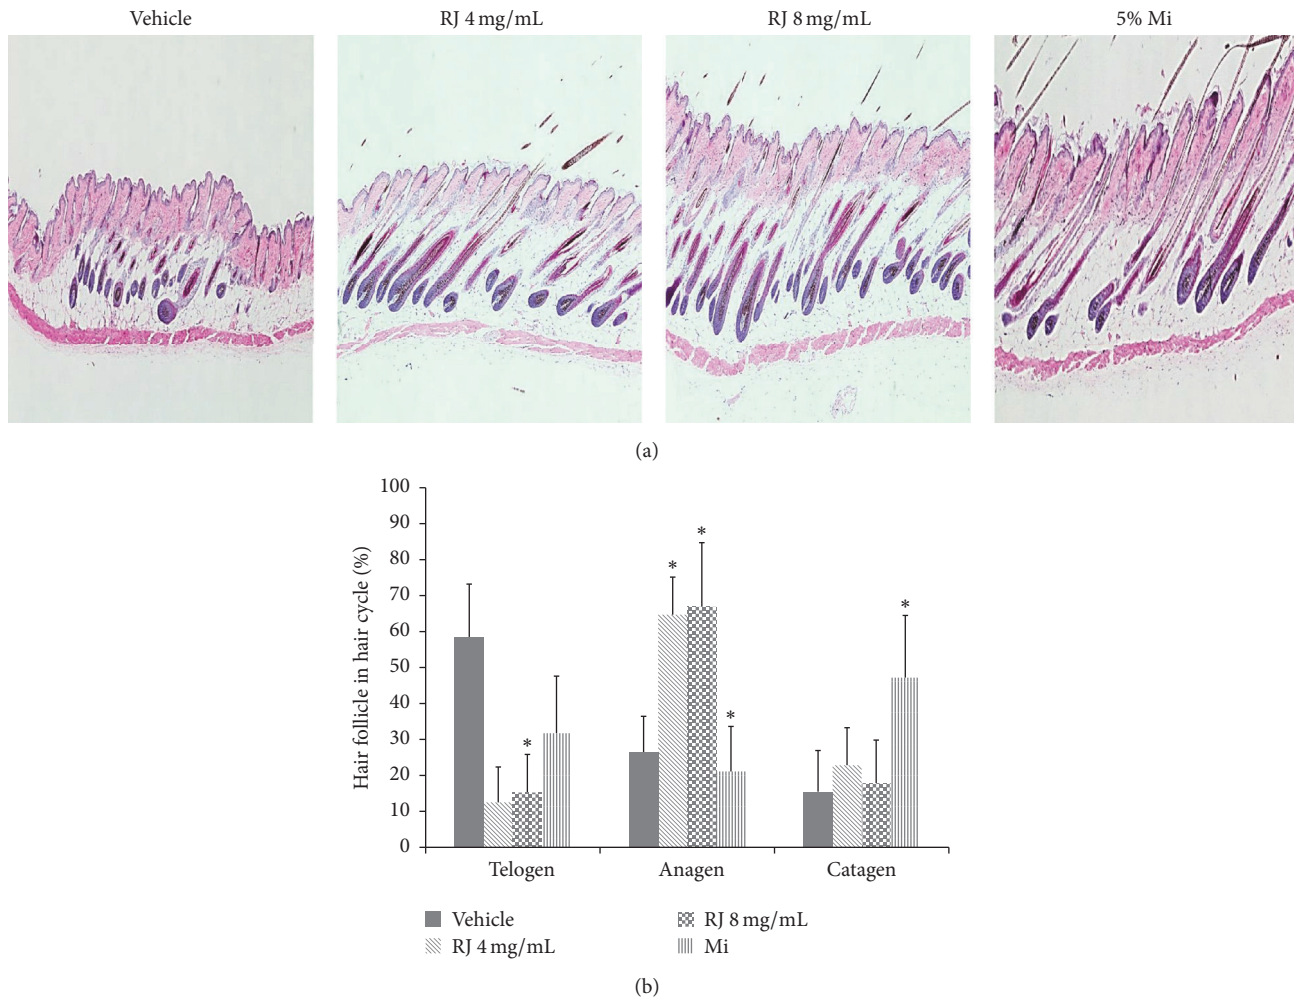 Vehicle RJ 4 mg/mL RJ 8 mg/mL 5% Mi
(a)
Hair follicle in hair cycle (%)
100
90
80
70
60
50
40
30
20
10
0
* * * * *
Telogen Anagen Catagen
Vehicle RJ 8 mg/mL
RJ 4 mg/mL Mi
(b)